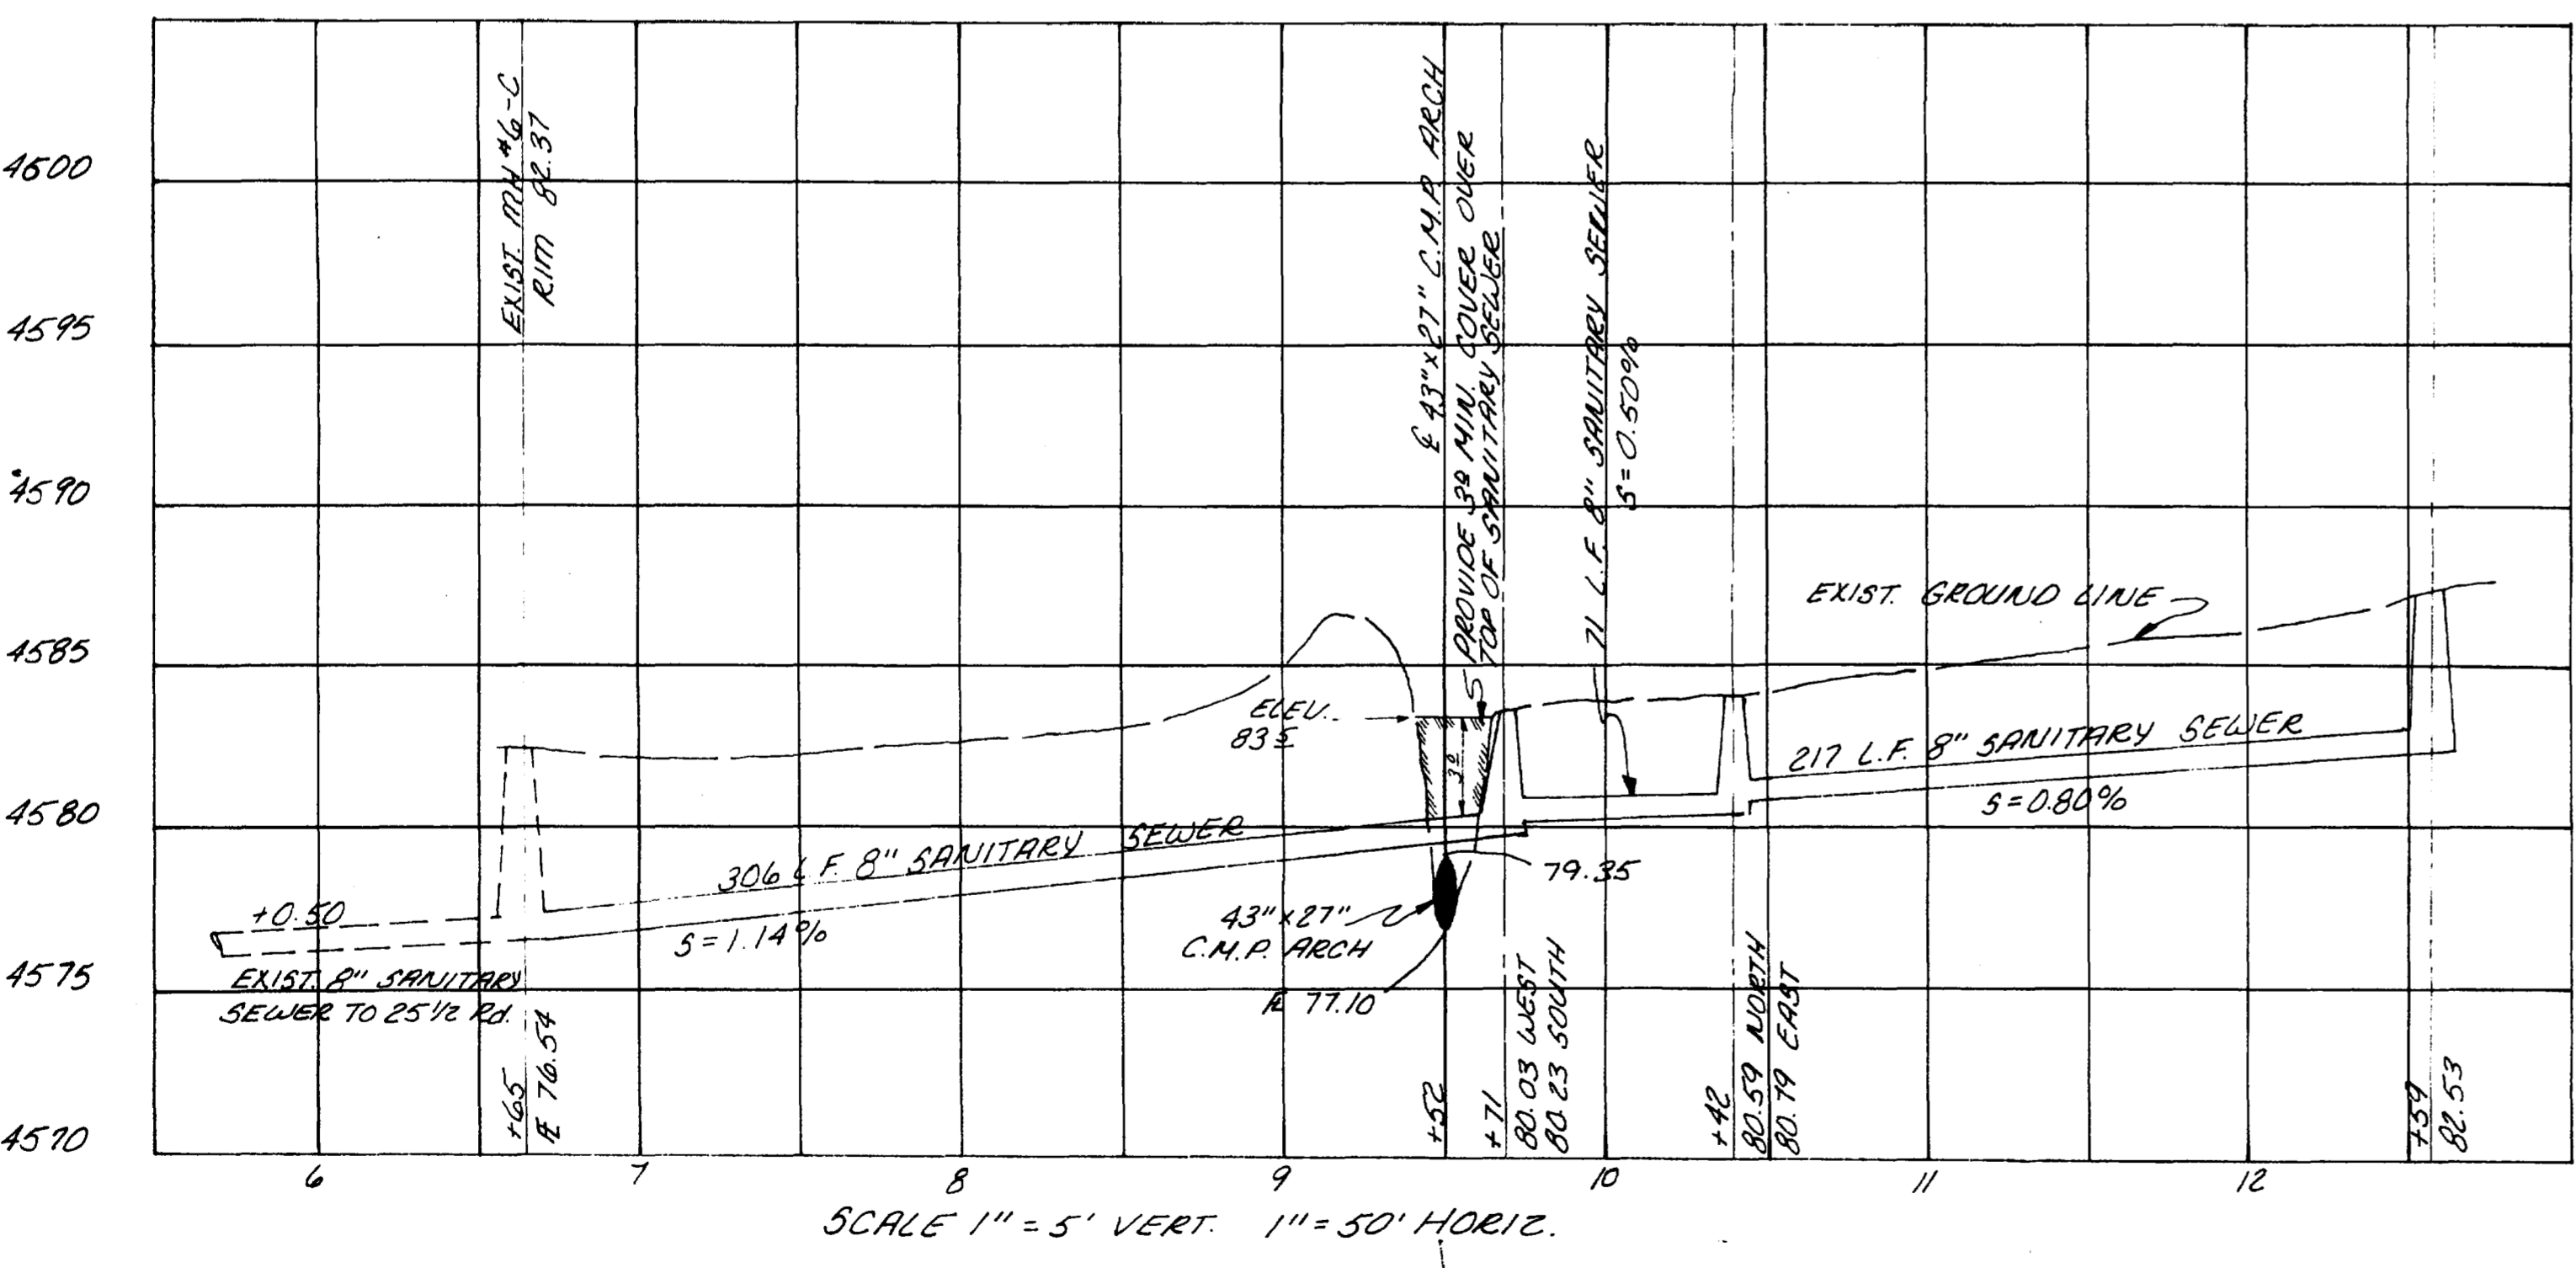 4600
4595
4590
4585
4580
4575
4570
EXIST. MH #6-C
RIM 82.37
℄ 43"x27" C.M.P. ARCH
PROVIDE 3.0 MIN. COVER OVER
TOP OF SANITARY SEWER
71 L.F. 8" SANITARY SEWER
S=0.50%
EXIST. GROUND LINE
ELEV.
83.5
3.0
217 L.F. 8" SANITARY SEWER
S=0.80%
306 L.F. 8" SANITARY SEWER
S=1.14%
+0.50
EXIST. 8" SANITARY
SEWER TO 25 1/2 Rd.
79.35
43"x27"
C.M.P. ARCH
77.10
+65
76.54
+52
+71
80.03 WEST
80.23 SOUTH
+42
80.59 NORTH
80.79 EAST
+59
82.53
6 7 8 9 10 11 12
SCALE 1"=5' VERT. 1"=50' HORIZ.